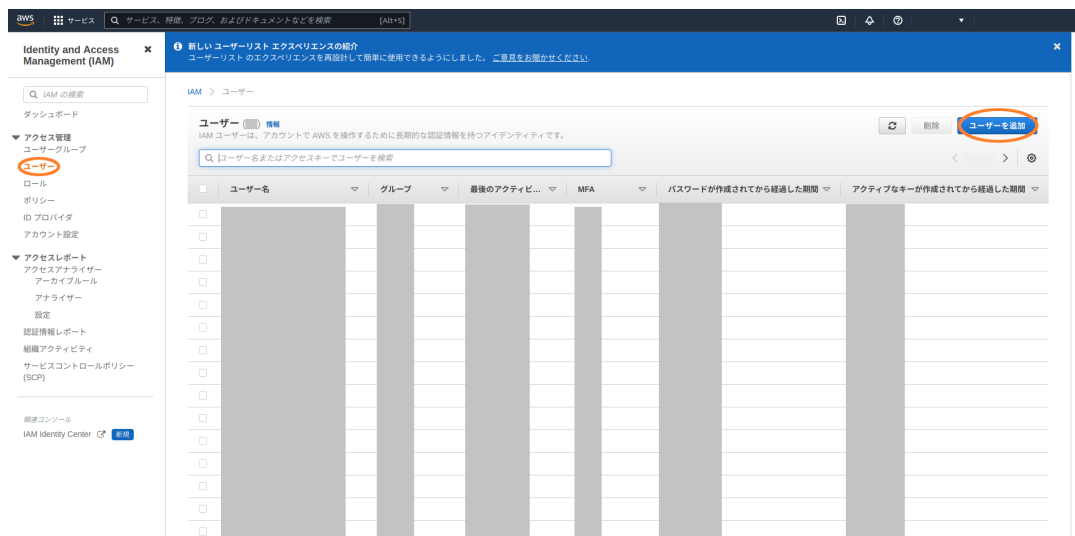 aws サービス サービス、特徴、ブログ、およびドキュメントなどを検索 [Alt+S]
Identity and Access Management (IAM)
IAM の検索
ダッシュボード
アクセス管理
ユーザーグループ
ユーザー
ロール
ポリシー
ID プロバイダ
アカウント設定
アクセスレポート
アクセスアナライザー
アーカイブルール
アナライザー
設定
認証情報レポート
組織アクティビティ
サービスコントロールポリシー
(SCP)
関連コンソール
IAM Identity Center 新規
新しい ユーザーリスト エクスペリエンスの紹介
ユーザーリスト のエクスペリエンスを再設計して簡単に使用できるようにしました。 ご意見をお聞かせください.
IAM > ユーザー
ユーザー ( ) 情報
IAM ユーザーは、アカウントで AWS を操作するために長期的な認証情報を持つアイデンティティです。
削除 ユーザーを追加
ユーザー名またはアクセスキーでユーザーを検索
ユーザー名 グループ 最後のアクティビ... MFA パスワードが作成されてから経過した期間 アクティブなキーが作成されてから経過した期間